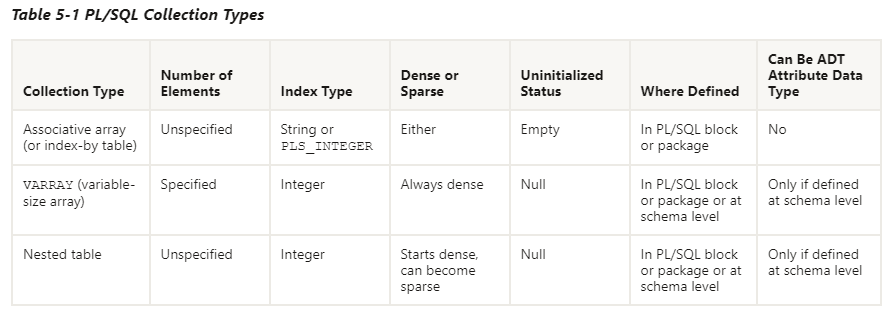 Table 5-1 PL/SQL Collection Types
Collection Type
Number of
Elements
Index Type
Dense or
Sparse
Uninitialized
Status
Where Defined
Can Be ADT
Attribute Data
Type
Associative array
(or index-by table)
Unspecified
String or
PLS_INTEGER
Either
Empty
In PL/SQL block
or package
No
VARRAY (variable-
size array)
Specified
Integer
Always dense
Null
In PL/SQL block
or package or at
schema level
Only if defined
at schema level
Nested table
Unspecified
Integer
Starts dense,
can become
sparse
Null
In PL/SQL block
or package or at
schema level
Only if defined
at schema level